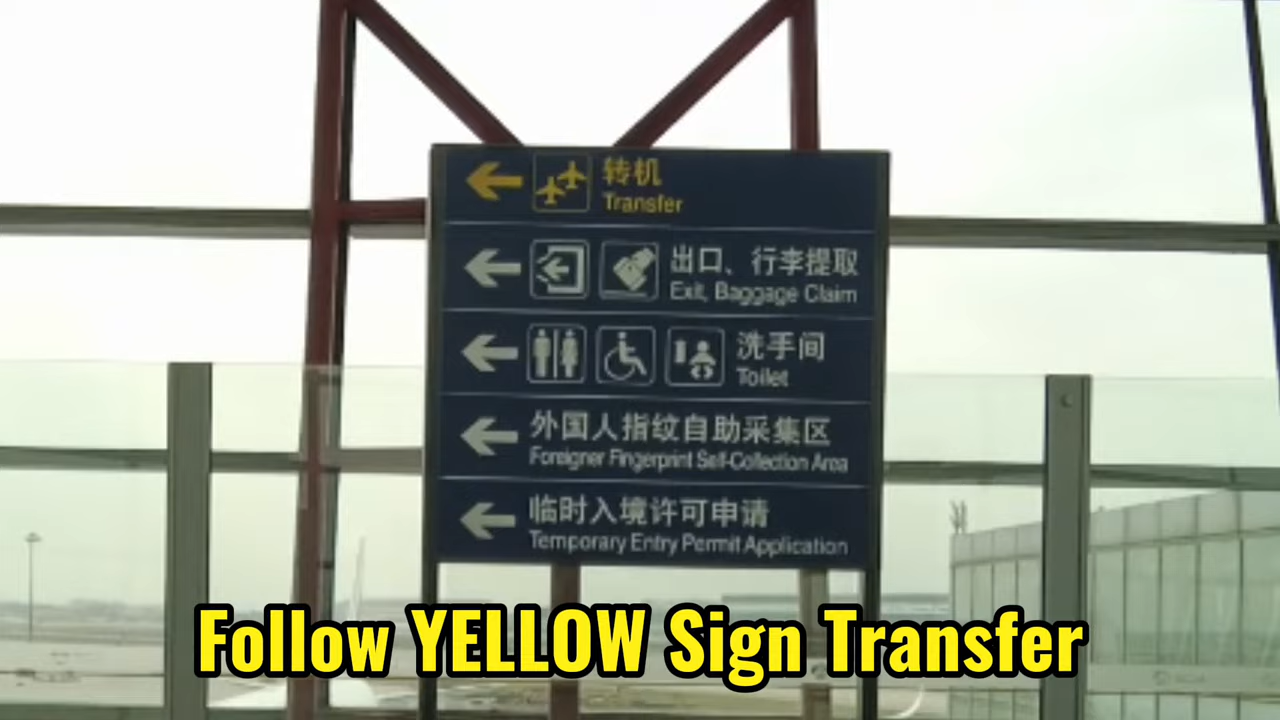 转机
Transfer
出口、行李提取
Exit, Baggage Claim
洗手间
Toilet
外国人指纹自助采集区
Foreigner Fingerprint Self-Collection Area
临时入境许可申请
Temporary Entry Permit Application
Follow YELLOW Sign Transfer